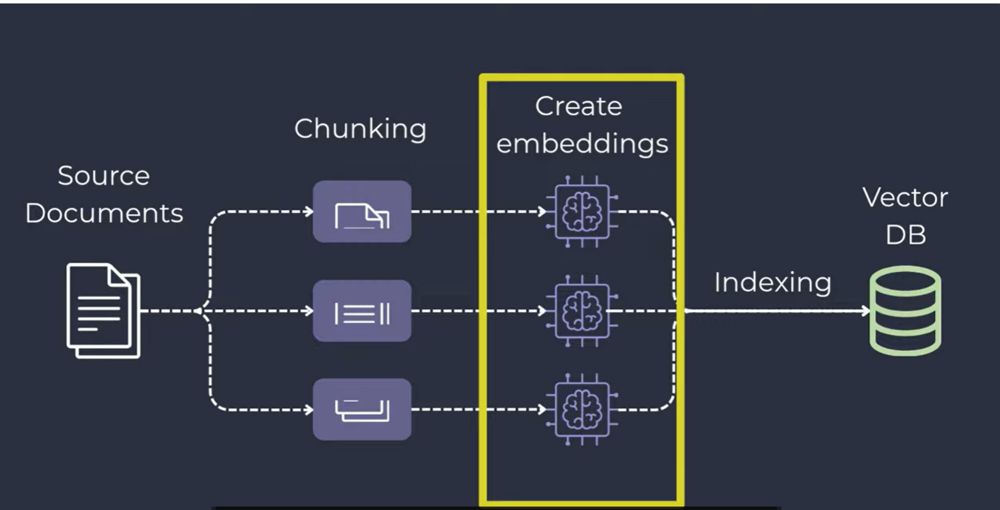 Source
Documents
Chunking
Create
embeddings
Indexing
Vector
DB